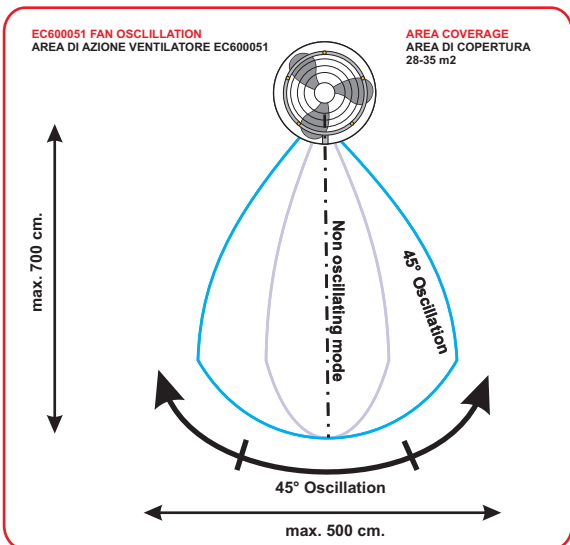 EC600051 FAN OSCLILLATION
AREA DI AZIONE VENTILATORE EC600051
AREA COVERAGE
AREA DI COPERTURA
28-35 m2
max. 700 cm.
Non oscillating mode
45° Oscillation
45° Oscillation
max. 500 cm.